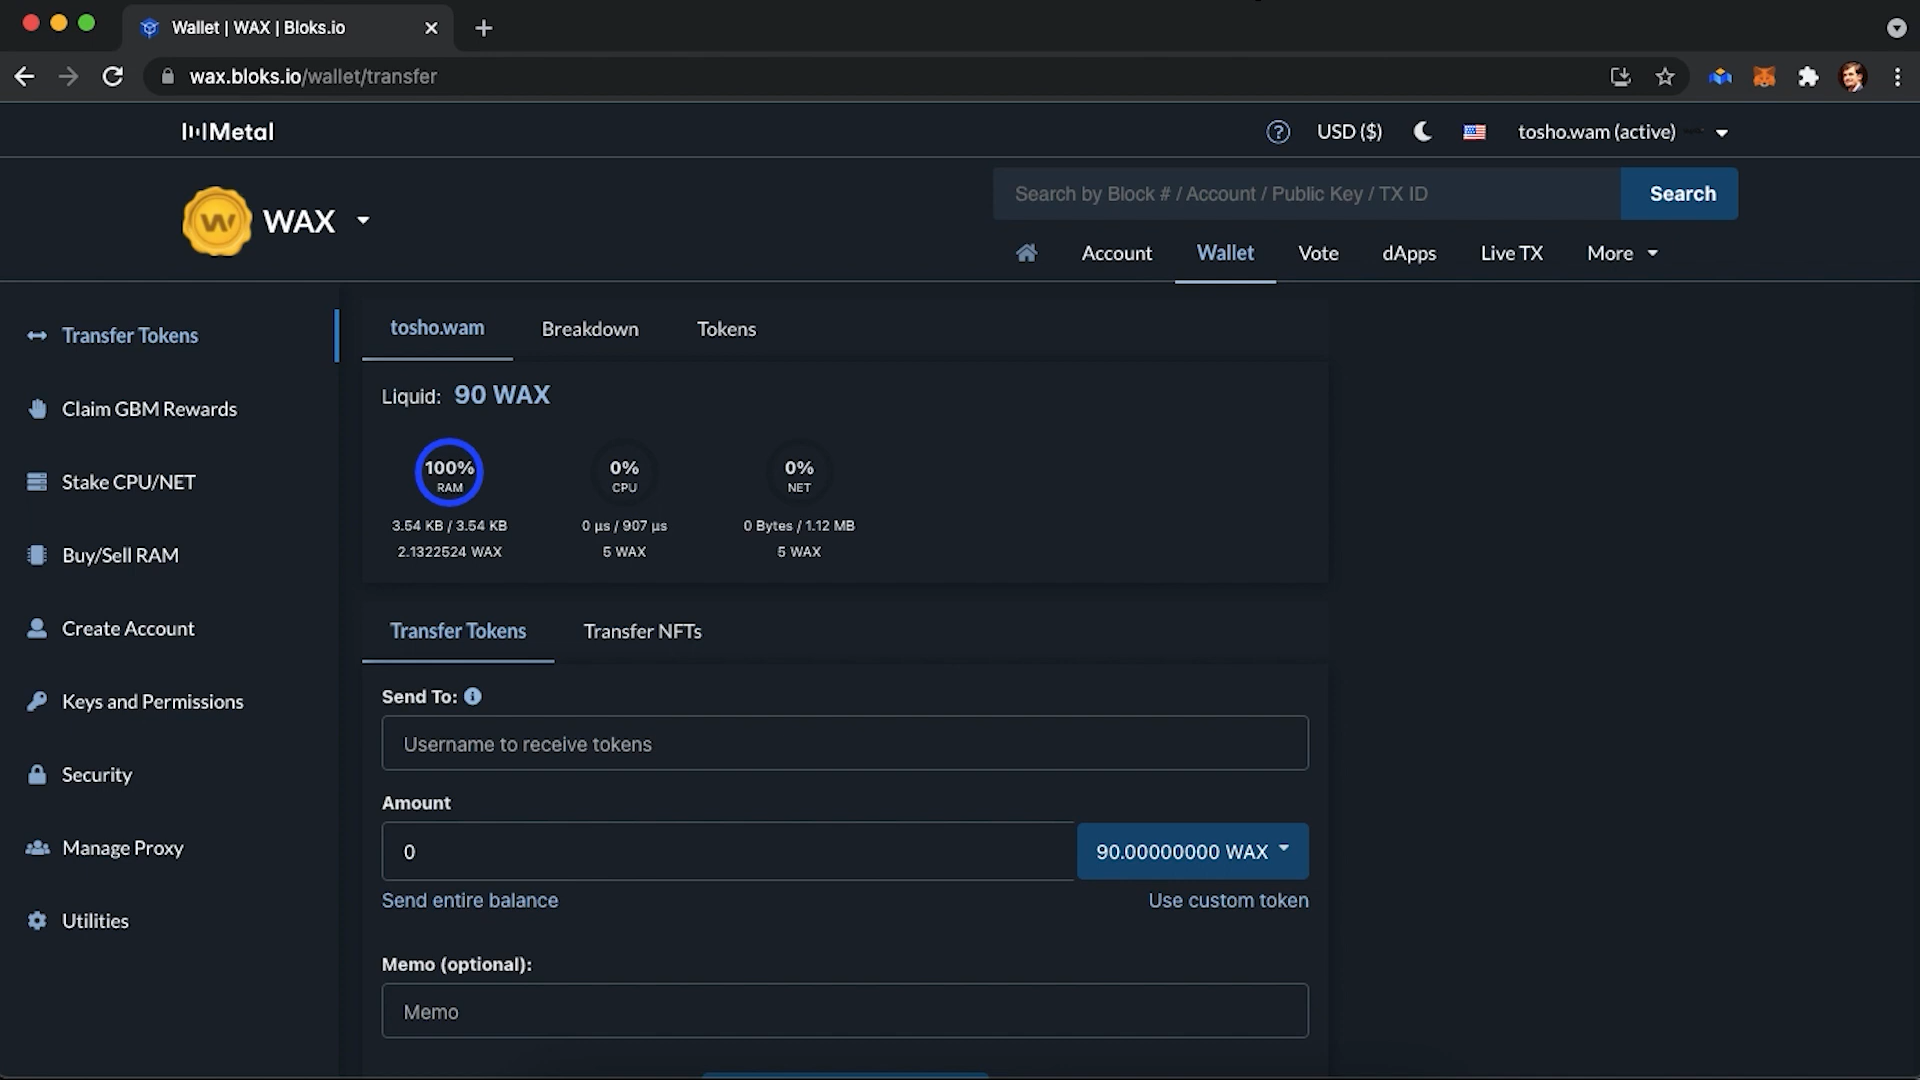 Wallet | WAX | Bloks.io
wax.bloks.io/wallet/transfer
Metal
USD ($)
tosho.wam (active)
WAX
Search by Block # / Account / Public Key / TX ID
Search
Account
Wallet
Vote
dApps
Live TX
More
Transfer Tokens
Claim GBM Rewards
Stake CPU/NET
Buy/Sell RAM
Create Account
Keys and Permissions
Security
Manage Proxy
Utilities
tosho.wam
Breakdown
Tokens
Liquid: 90 WAX
100%
RAM
3.54 KB / 3.54 KB
2.1322524 WAX
0%
CPU
0 µs / 907 µs
5 WAX
0%
NET
0 Bytes / 1.12 MB
5 WAX
Transfer Tokens
Transfer NFTs
Send To:
Username to receive tokens
Amount
0
90.00000000 WAX
Send entire balance
Use custom token
Memo (optional):
Memo